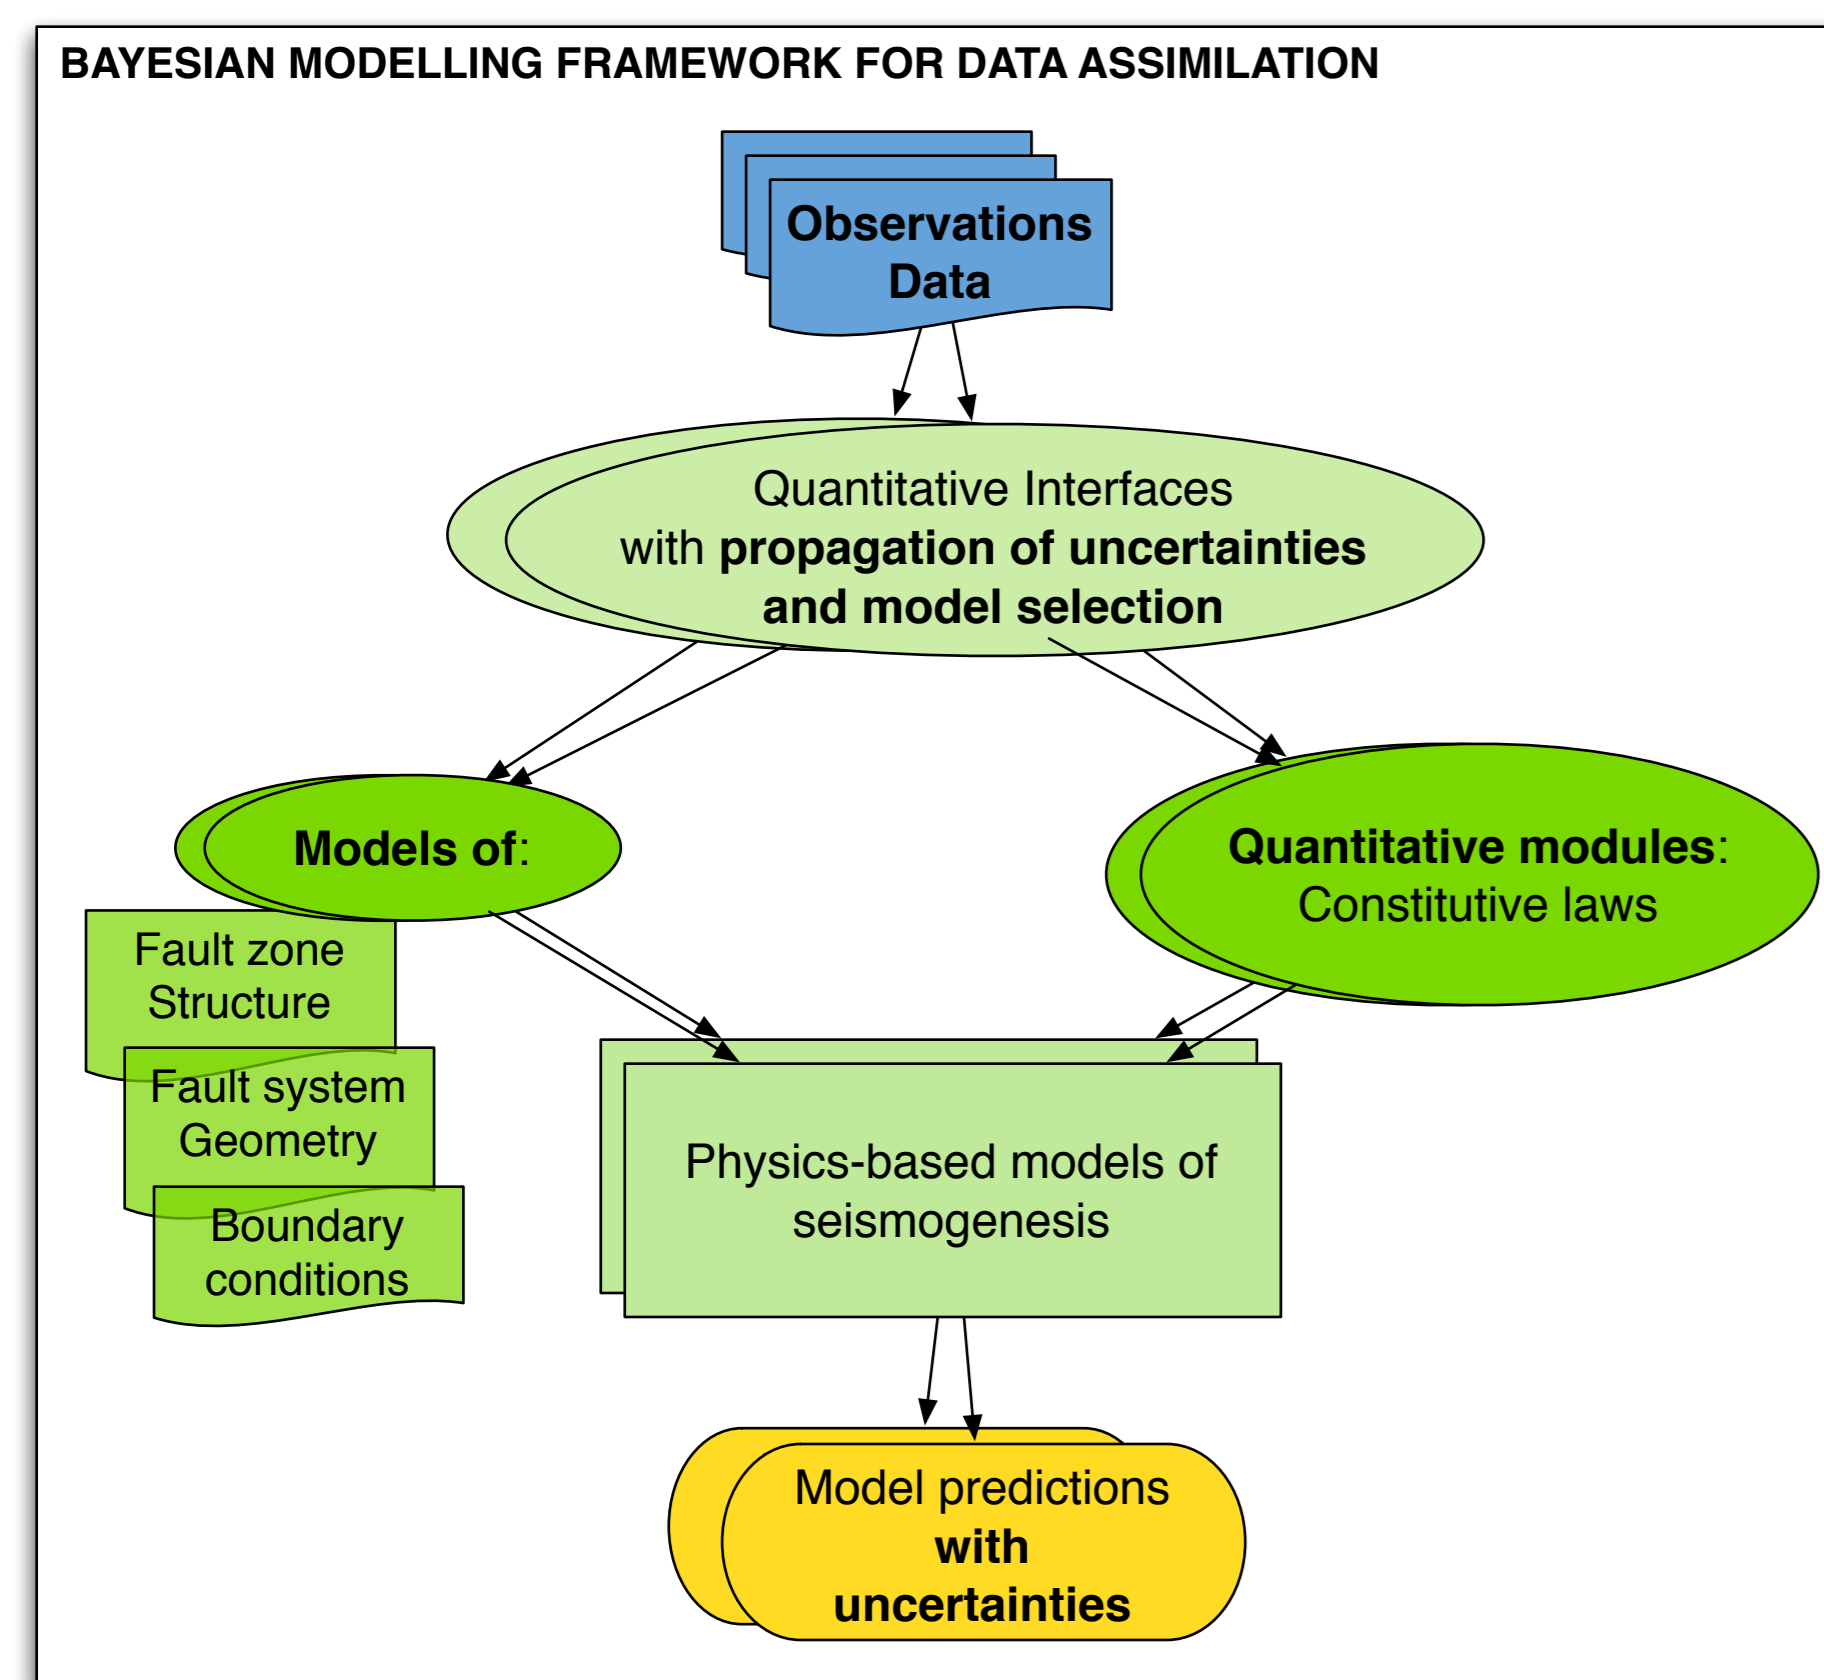 BAYESIAN MODELLING FRAMEWORK FOR DATA ASSIMILATION
Observations
Data
Quantitative Interfaces
with propagation of uncertainties
and model selection
Models of:
Quantitative modules:
Constitutive laws
Fault zone
Structure
Fault system
Geometry
Boundary
conditions
Physics-based models of
seismogenesis
Model predictions
with
uncertainties